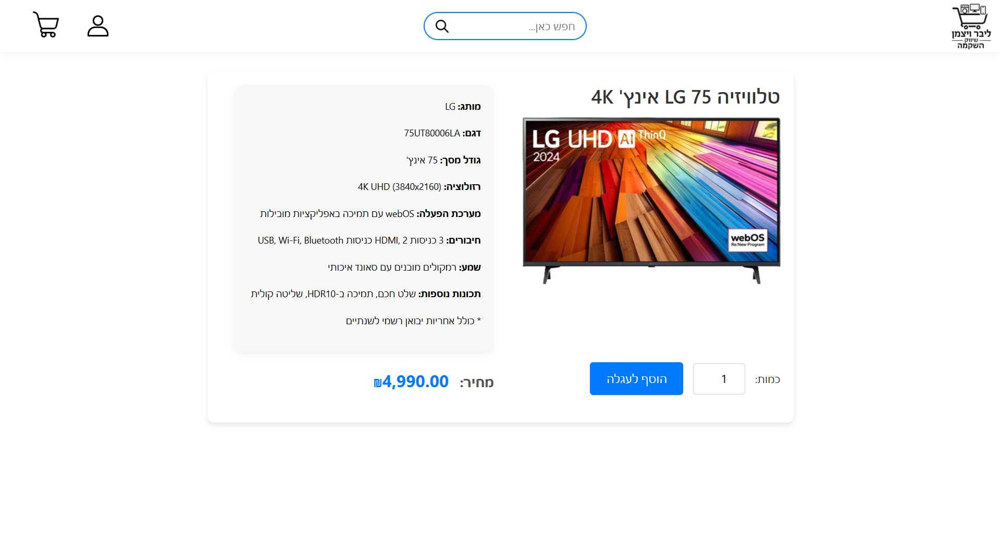 ליבר ויצמן
שיווק
השקמה
חפש כאן...
טלוויזיה LG 75 אינץ' 4K
LG UHD AI ThinQ
2024
webOS
Re:New Program
מותג: LG
דגם: 75UT80006LA
גודל מסך: 75 אינץ'
רזולוציה: 4K UHD (3840x2160)
מערכת הפעלה: webOS עם תמיכה באפליקציות מובילות
חיבורים: 3 כניסות HDMI, 2 כניסות USB, Wi-Fi, Bluetooth
שמע: רמקולים מובנים עם סאונד איכותי
תכונות נוספות: שלט חכם, תמיכה ב-HDR10, שליטה קולית
* כולל אחריות יבואן רשמי לשנתיים
כמות: 1 הוסף לעגלה
מחיר: 4,990.00₪